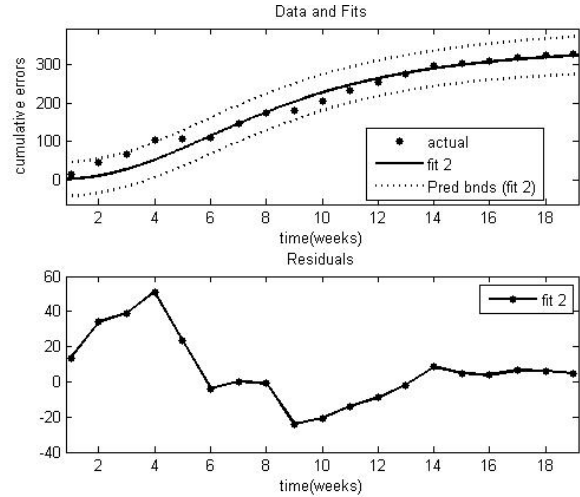 Data and Fits
cumulative errors
300
200
100
0
actual
fit 2
Pred bnds (fit 2)
2 4 6 8 10 12 14 16 18
time(weeks)
Residuals
60
40
20
0
-20
-40
fit 2
2 4 6 8 10 12 14 16 18
time(weeks)